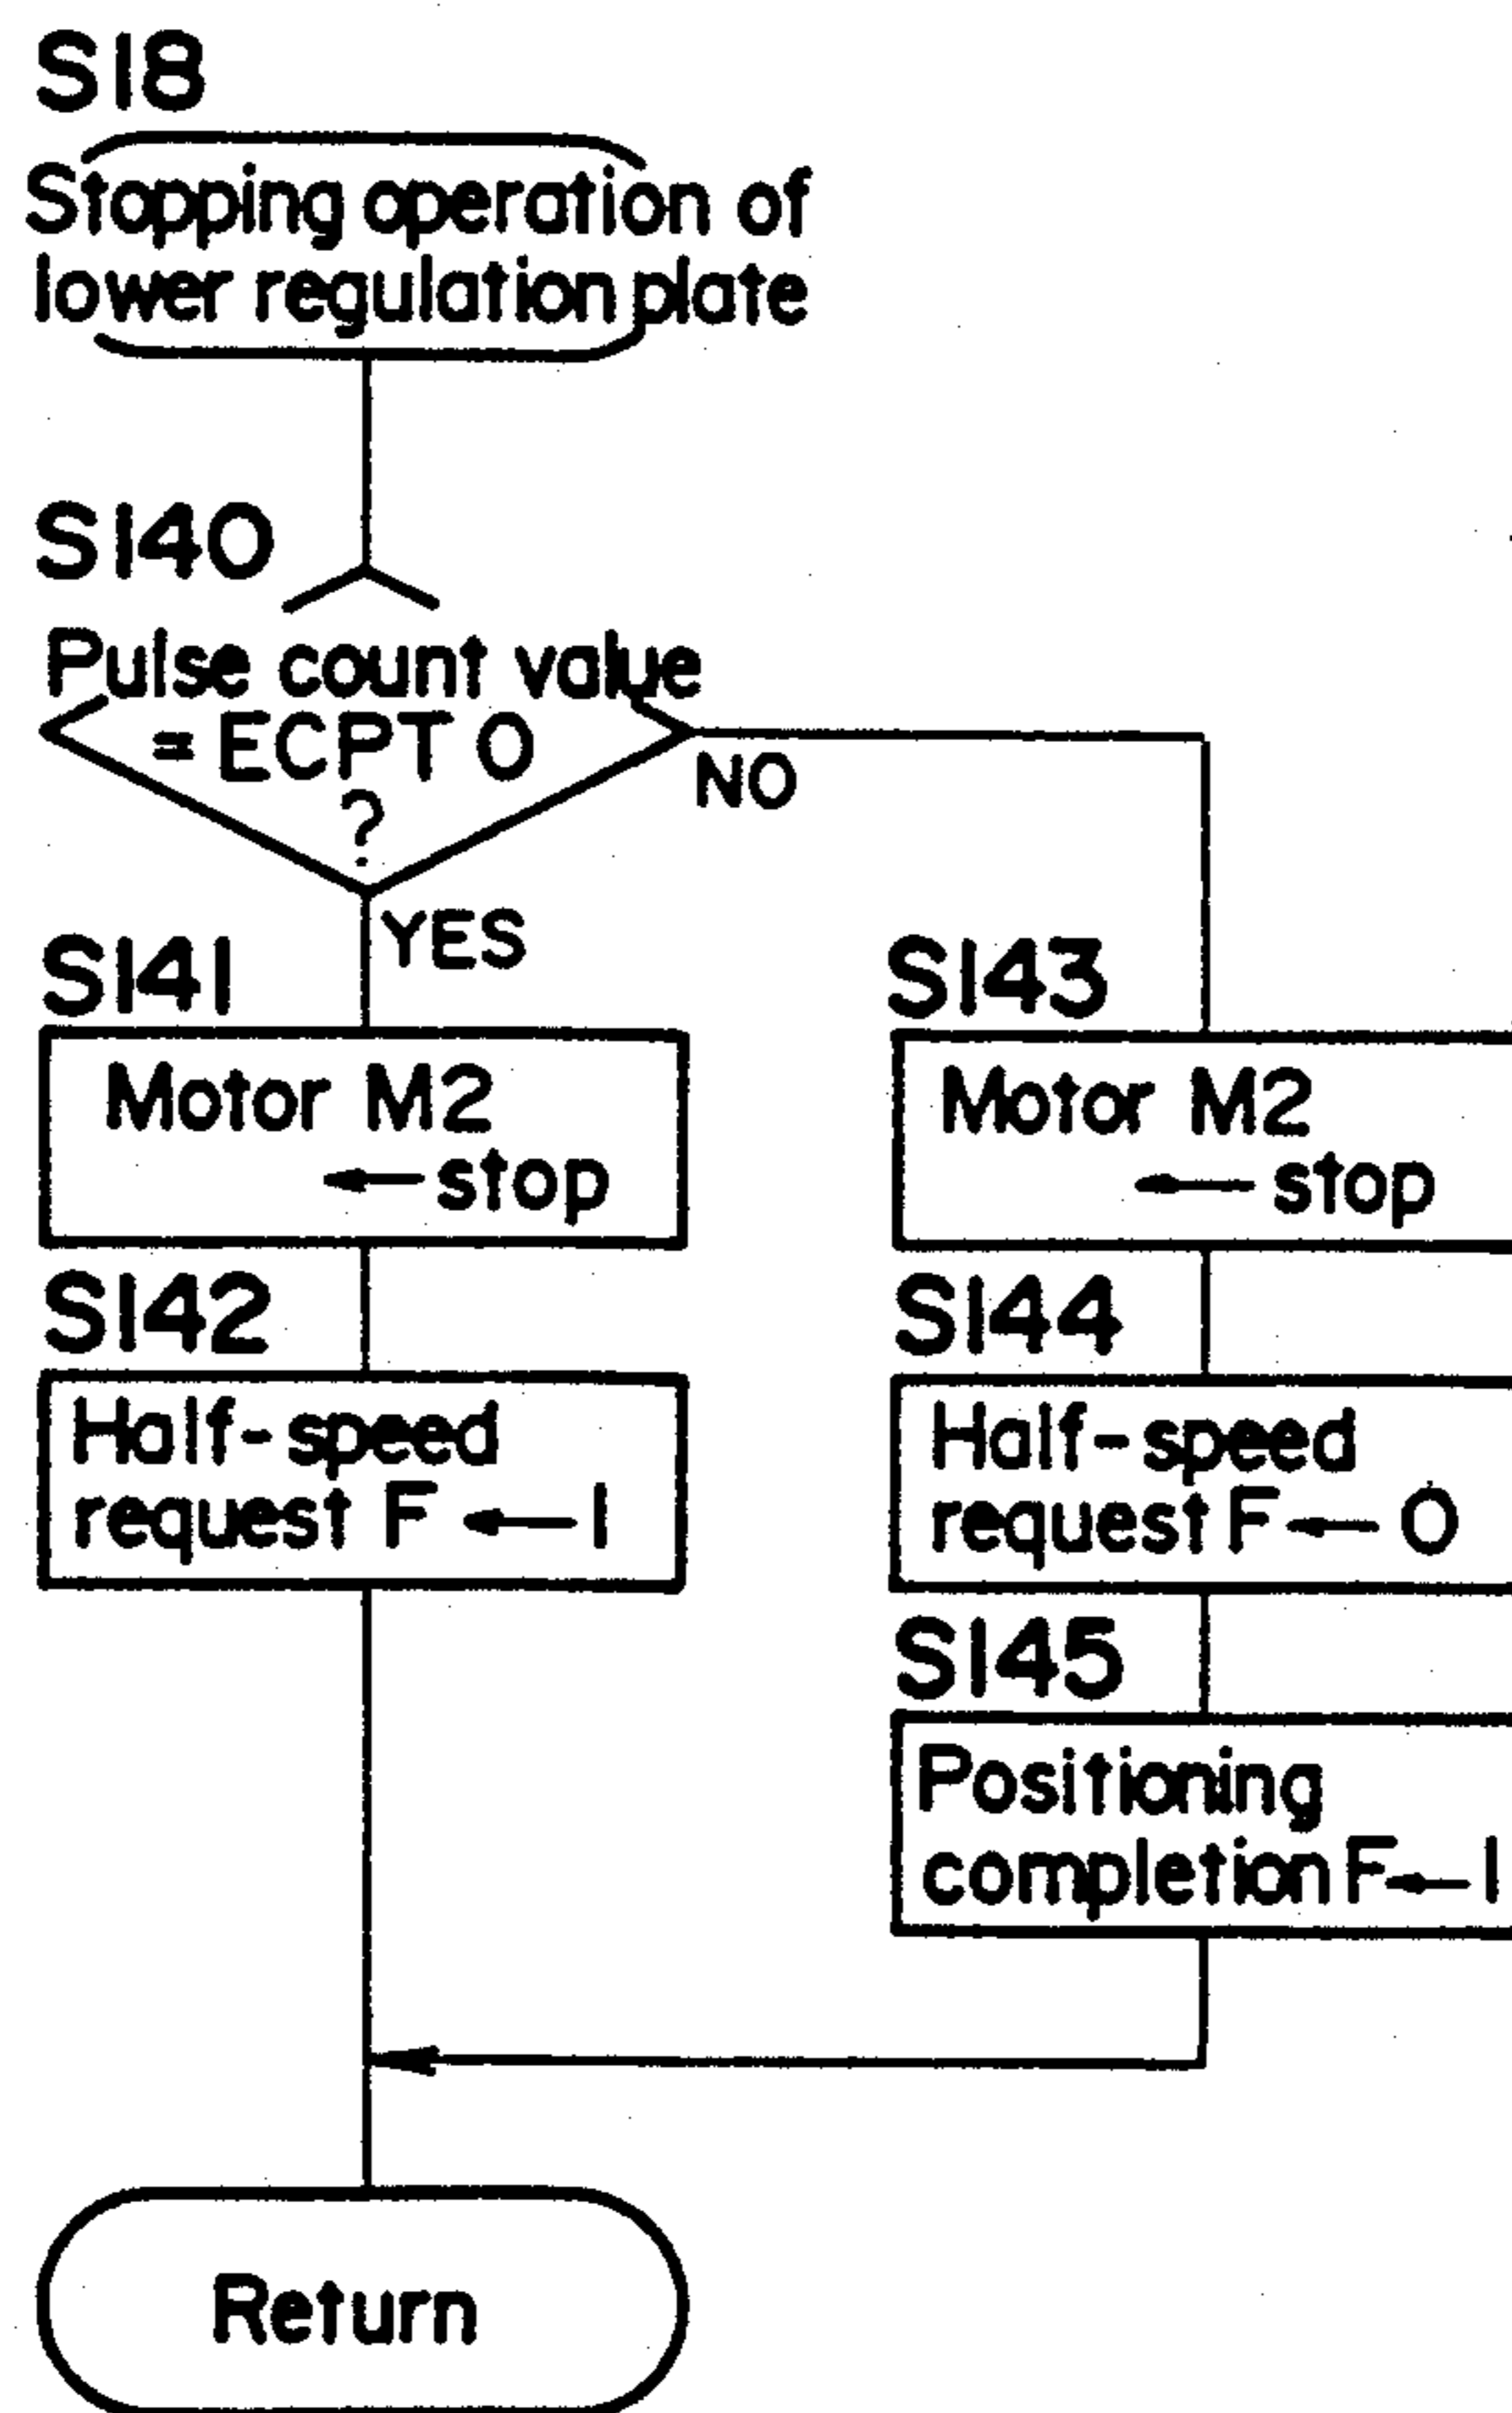 S18
Stopping operation of
lower regulation plate
S140
Pulse count value
= ECPT 0
?
NO
YES
S141
Motor M2
← stop
S142
Half-speed
request F ← 1
S143
Motor M2
← stop
S144
Half-speed
request F ← 0
S145
Positioning
completion F ← 1
Return